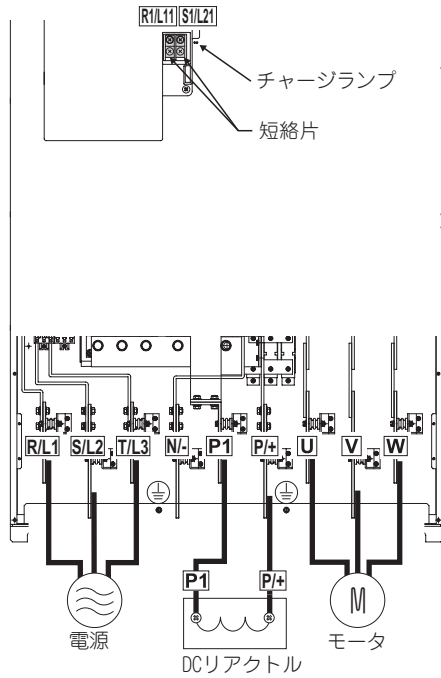 R1/L11 S1/L21
チャージランプ
短絡片
R/L1 S/L2 T/L3 N/- P1 P/+ U V W
P1 P/+
M
電源
DCリアクトル
モータ